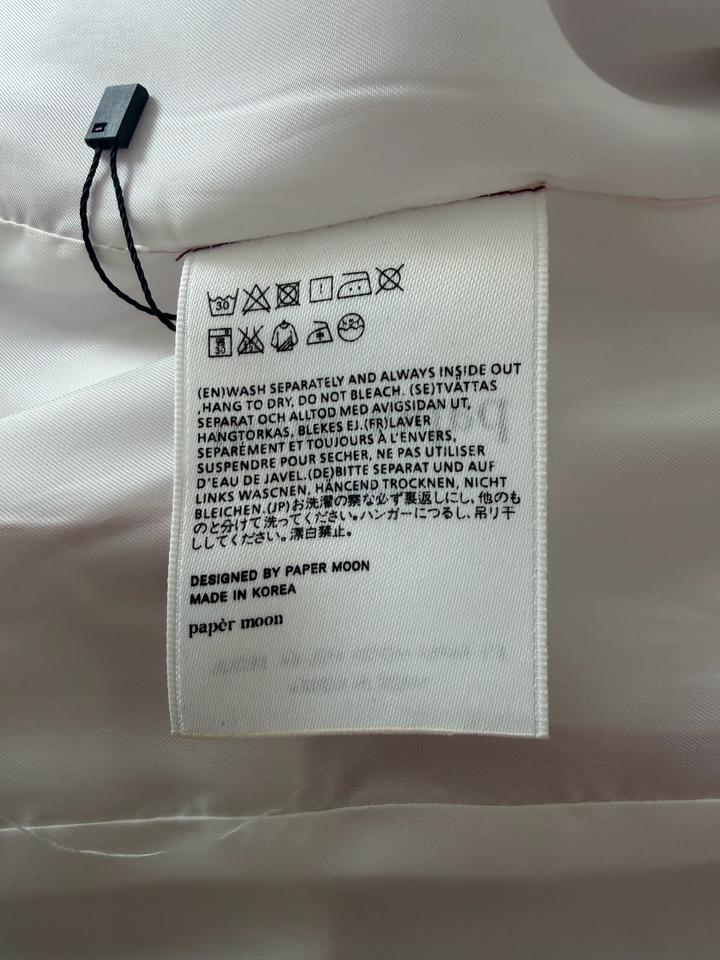 30
(EN)WASH SEPARATELY AND ALWAYS INSIDE OUT
,HANG TO DRY, DO NOT BLEACH. (SE)TVÄTTAS
SEPARAT OCH ALLTOD MED AVIGSIDAN UT,
HANGTORKAS, BLEKES EJ.(FR)LAVER
SEPARÉMENT ET TOUJOURS À L'ENVERS,
SUSPENDRE POUR SECHER, NE PAS UTILISER
D'EAU DE JAVEL.(DE)BITTE SEPARAT UND AUF
LINKS WASCNEN, HÄNCEND TROCKNEN, NICHT
BLEICHEN.(JP)お洗濯の際な必ず裏返しにし、他のも
のと分けて洗ってください。ハンガーにつるし、吊り干
ししてください。漂白禁止。
DESIGNED BY PAPER MOON
MADE IN KOREA
papèr moon